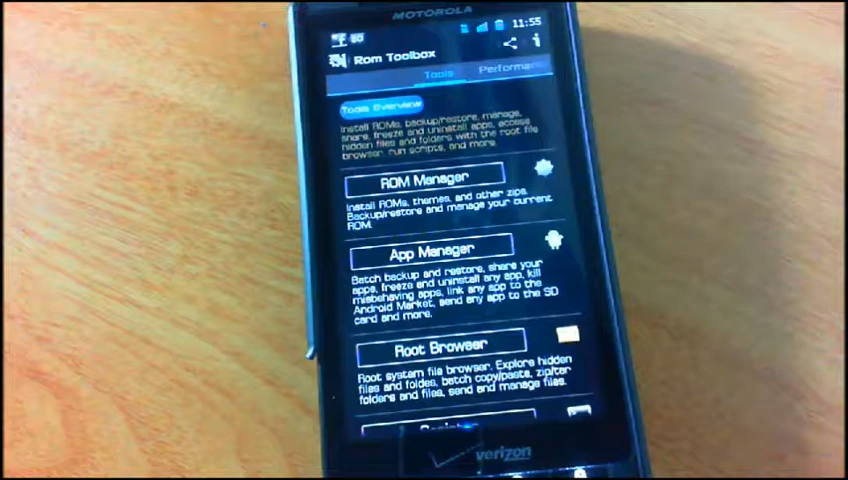 MOTOROLA
11:55
Rom Toolbox
Tools
Performan
Tools Overview
Install ROMs, backup/restore, manage,
share, freeze and uninstall apps, access
hidden files and folders with the root file
browser, run scripts, and more.
ROM Manager
Install ROMs, themes, and other zips.
Backup/restore and manage your current
ROM.
App Manager
Batch backup and restore, share your
apps, freeze and uninstall any app, kill
misbehaving apps, link any app to the
Android Market, send any app to the SD
card and more.
Root Browser
Root system file browser. Explore hidden
files and foldes, batch copy/paste, zip/tar
folders and files, send and manage files.
verizon